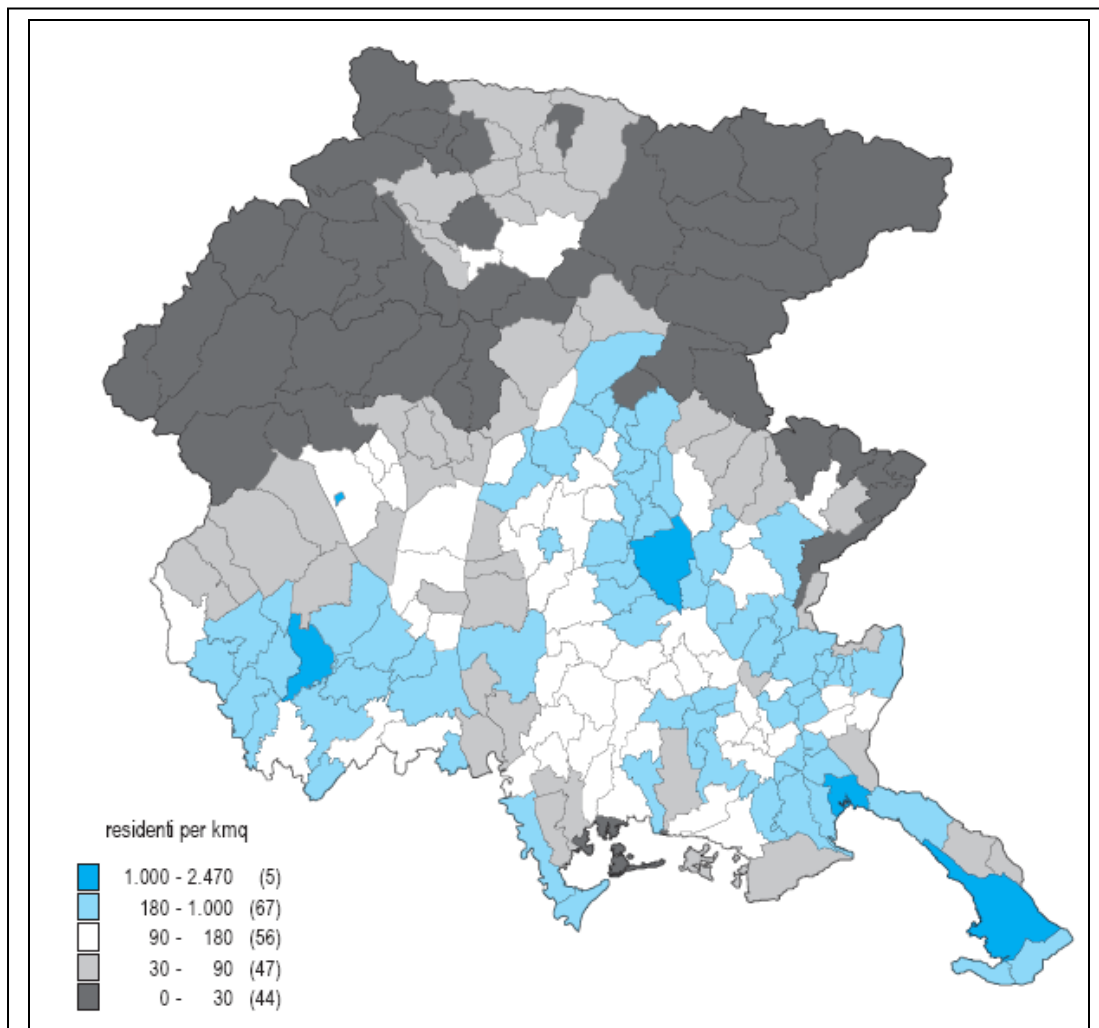 residenti per kmq
1.000 - 2.470 (5)
180 - 1.000 (67)
90 - 180 (56)
30 - 90 (47)
0 - 30 (44)